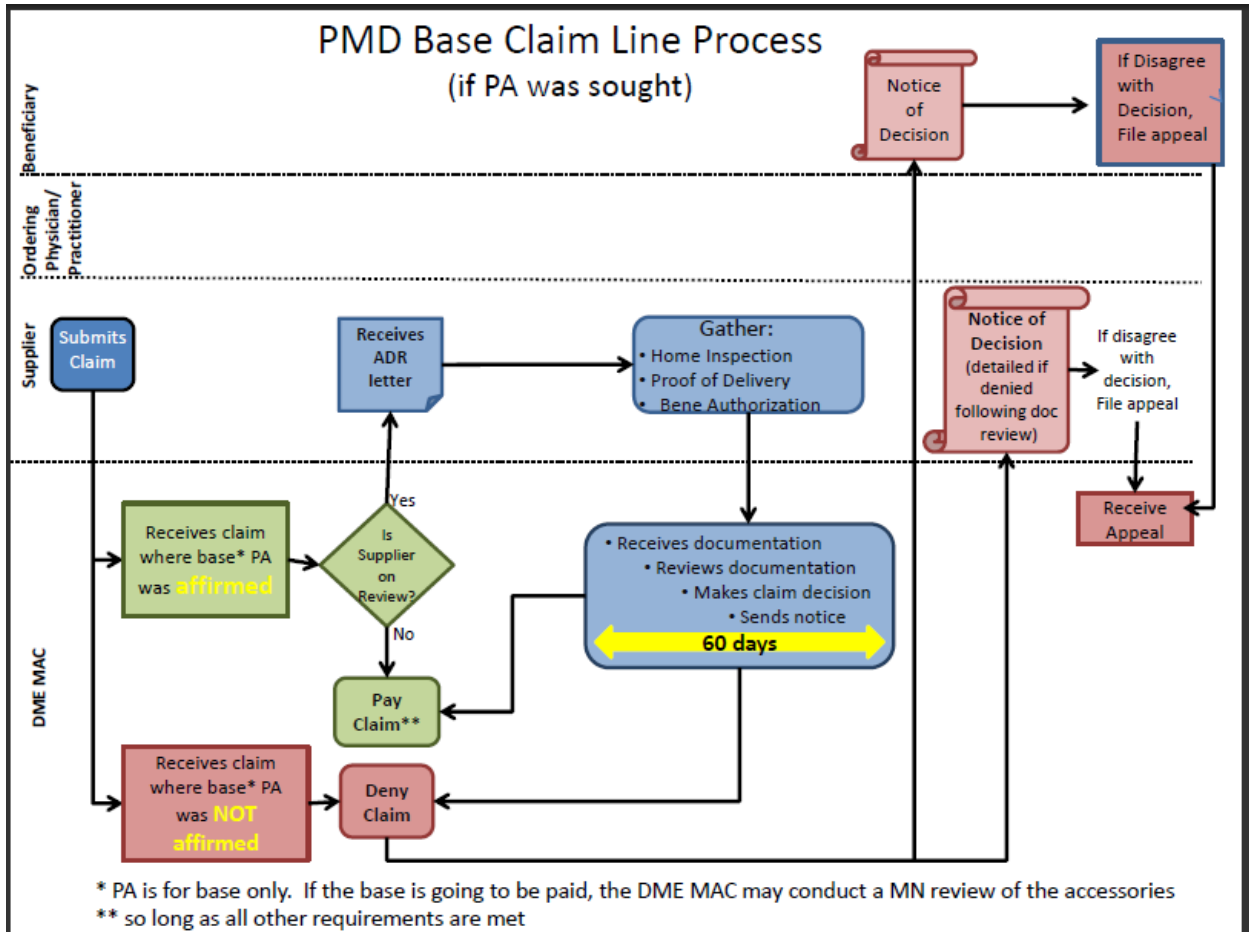 PMD Base Claim Line Process
(if PA was sought)
Beneficiary
Notice
of
Decision
If Disagree
with
Decision,
File appeal
Ordering
Physician/
Practitioner
Supplier
Submits
Claim
Receives
ADR
letter
Gather:
• Home Inspection
• Proof of Delivery
• Bene Authorization
Notice of
Decision
(detailed if
denied
following doc
review)
If disagree
with
decision,
File appeal
DME MAC
Receives claim
where base* PA
was affirmed
Yes
Is
Supplier
on
Review?
No
• Receives documentation
• Reviews documentation
• Makes claim decision
• Sends notice
60 days
Receive
Appeal
Pay
Claim**
Receives claim
where base* PA
was NOT
affirmed
Deny
Claim
* PA is for base only. If the base is going to be paid, the DME MAC may conduct a MN review of the accessories
** so long as all other requirements are met